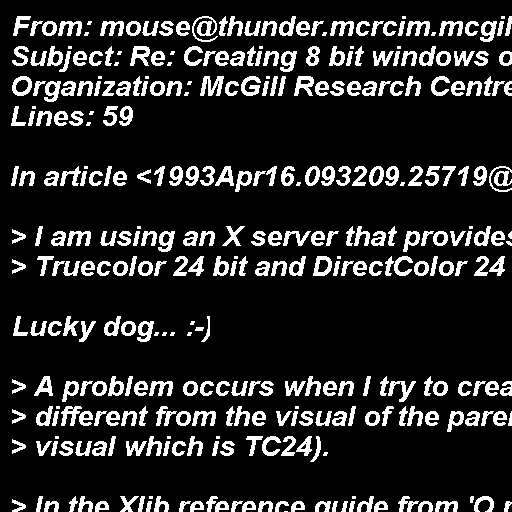 From: mouse@thunder.mcrcim.mcgil
Subject: Re: Creating 8 bit windows o
Organization: McGill Research Centre
Lines: 59
In article <1993Apr16.093209.25719@
> I am using an X server that provides
> Truecolor 24 bit and DirectColor 24
Lucky dog... :-)
> A problem occurs when I try to crea
> different from the visual of the pare
> visual which is TC24).
> In the Xlib reference guide from 'O